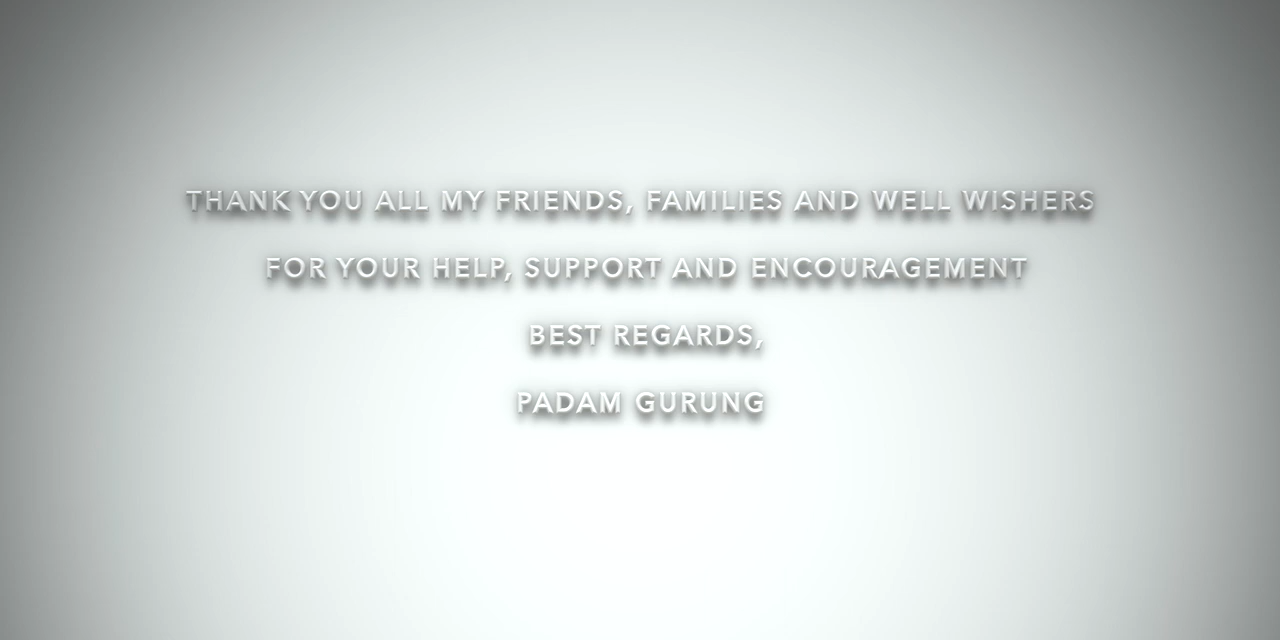 THANK YOU ALL MY FRIENDS, FAMILIES AND WELL WISHERS
FOR YOUR HELP, SUPPORT AND ENCOURAGEMENT
BEST REGARDS,
PADAM GURUNG